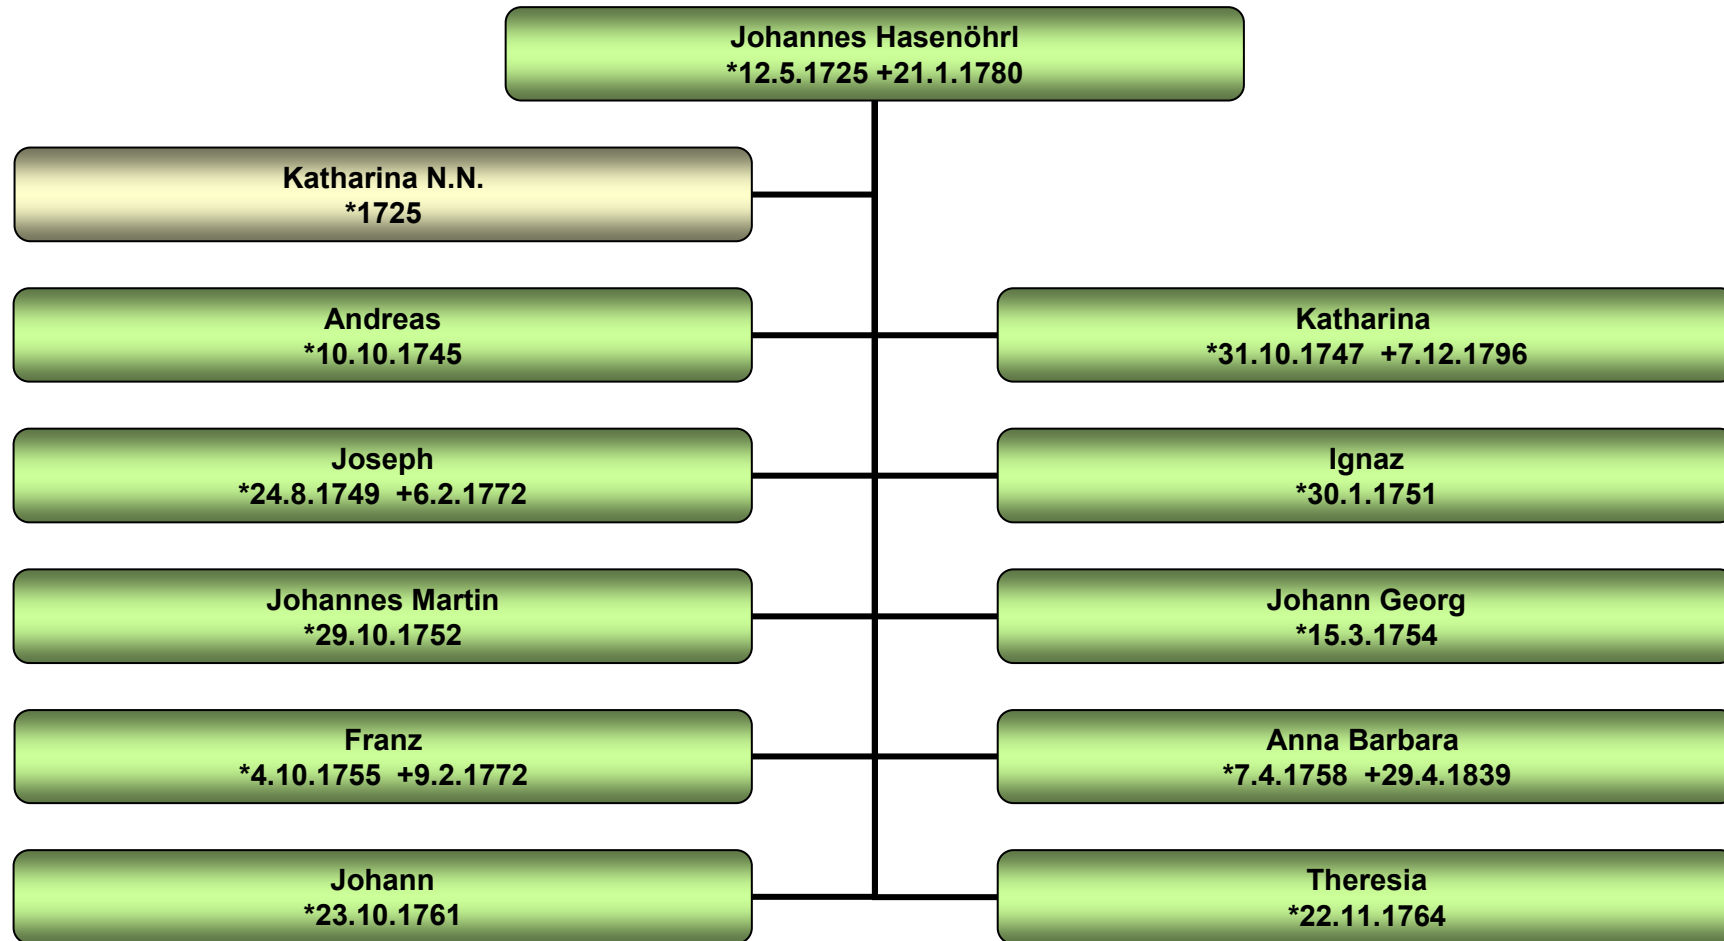 Johannes Hasenöhrl
*12.5.1725 +21.1.1780
Katharina N.N.
*1725
Andreas
*10.10.1745
Katharina
*31.10.1747  +7.12.1796
Joseph
*24.8.1749  +6.2.1772
Ignaz
*30.1.1751
Johannes Martin
*29.10.1752
Johann Georg
*15.3.1754
Franz
*4.10.1755  +9.2.1772
Anna Barbara
*7.4.1758  +29.4.1839
Johann
*23.10.1761
Theresia
*22.11.1764